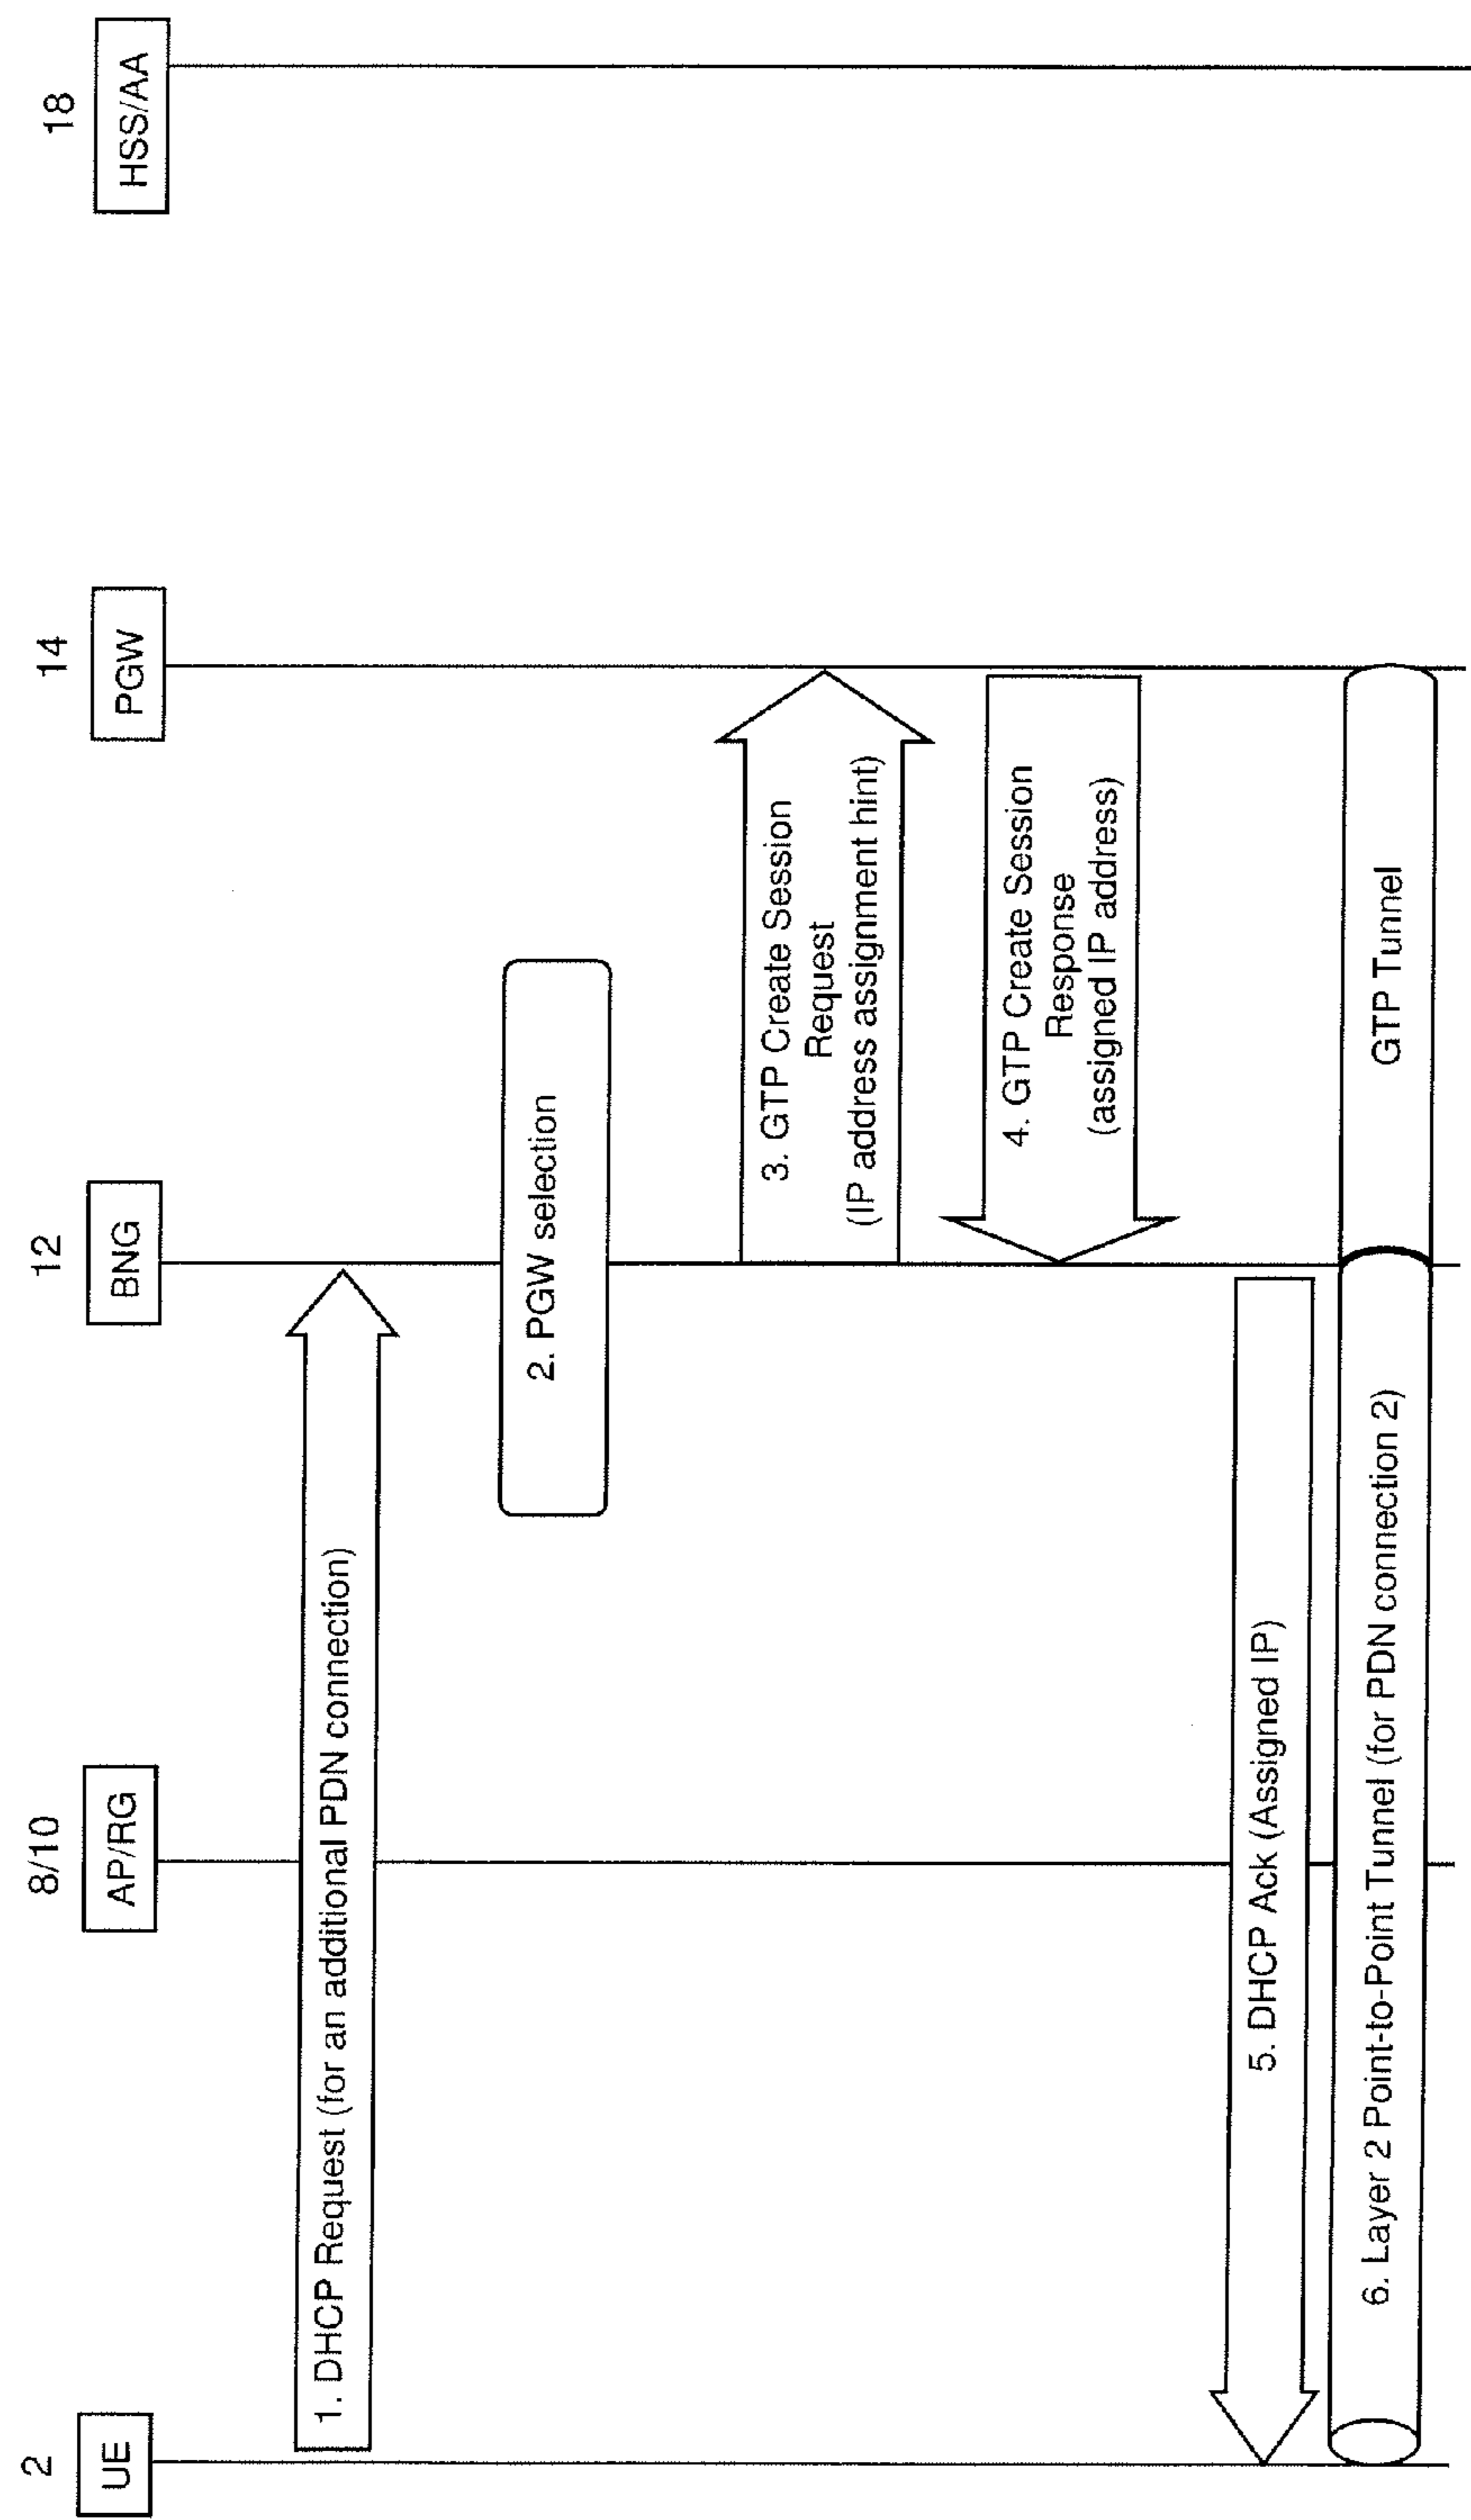 2
UE
8/10
AP/RG
12
BNG
14
PGW
18
HSS/AA
1. DHCP Request (for an additional PDN connection)
2. PGW selection
3. GTP Create Session
Request
(IP address assignment hint)
4. GTP Create Session
Response
(assigned IP address)
5. DHCP Ack (Assigned IP)
6. Layer 2 Point-to-Point Tunnel (for PDN connection 2)
GTP Tunnel